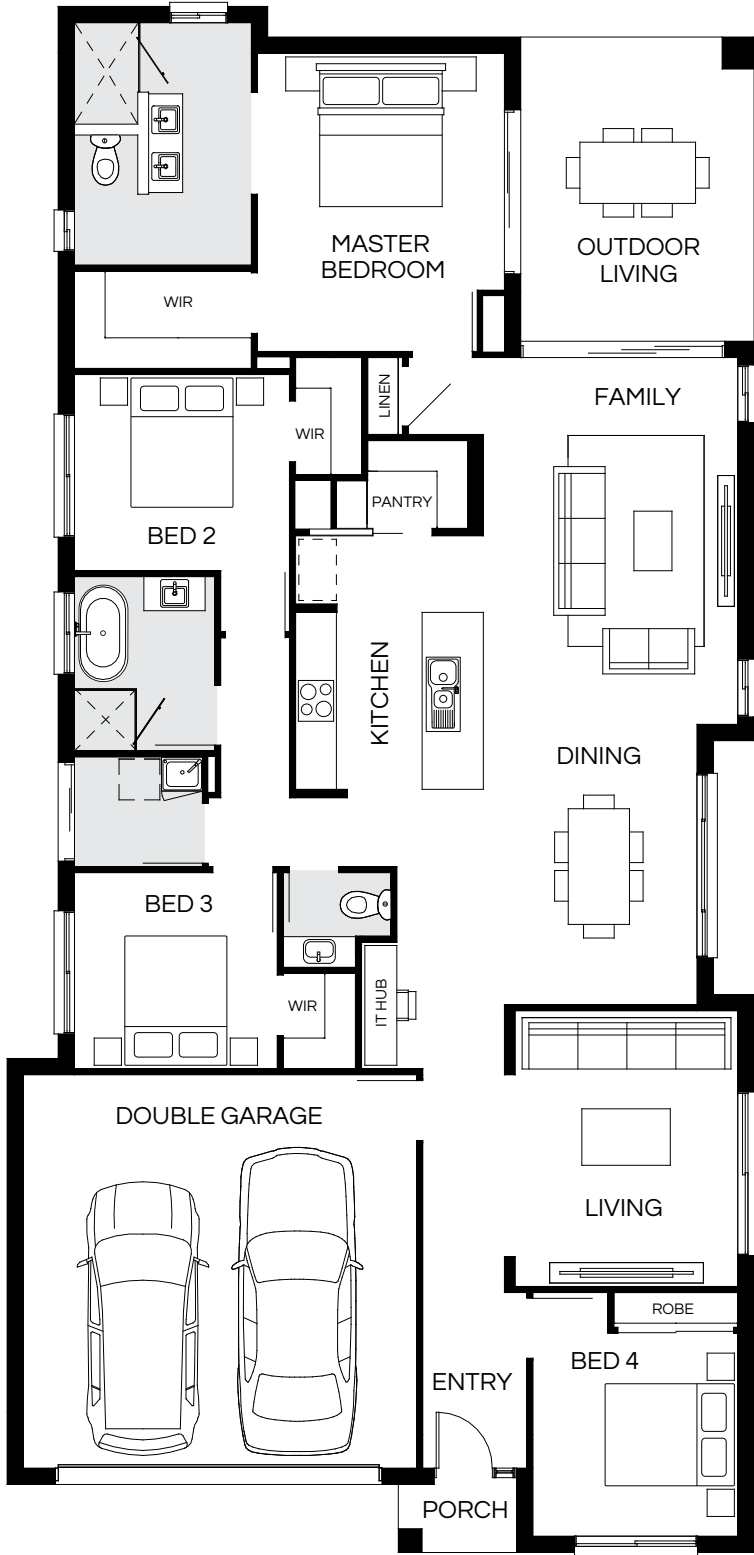 MASTER
BEDROOM
OUTDOOR
LIVING
WIR
LINEN
FAMILY
WIR
PANTRY
BED 2
KITCHEN
DINING
BED 3
WIR
IT HUB
DOUBLE GARAGE
LIVING
ROBE
BED 4
ENTRY
PORCH